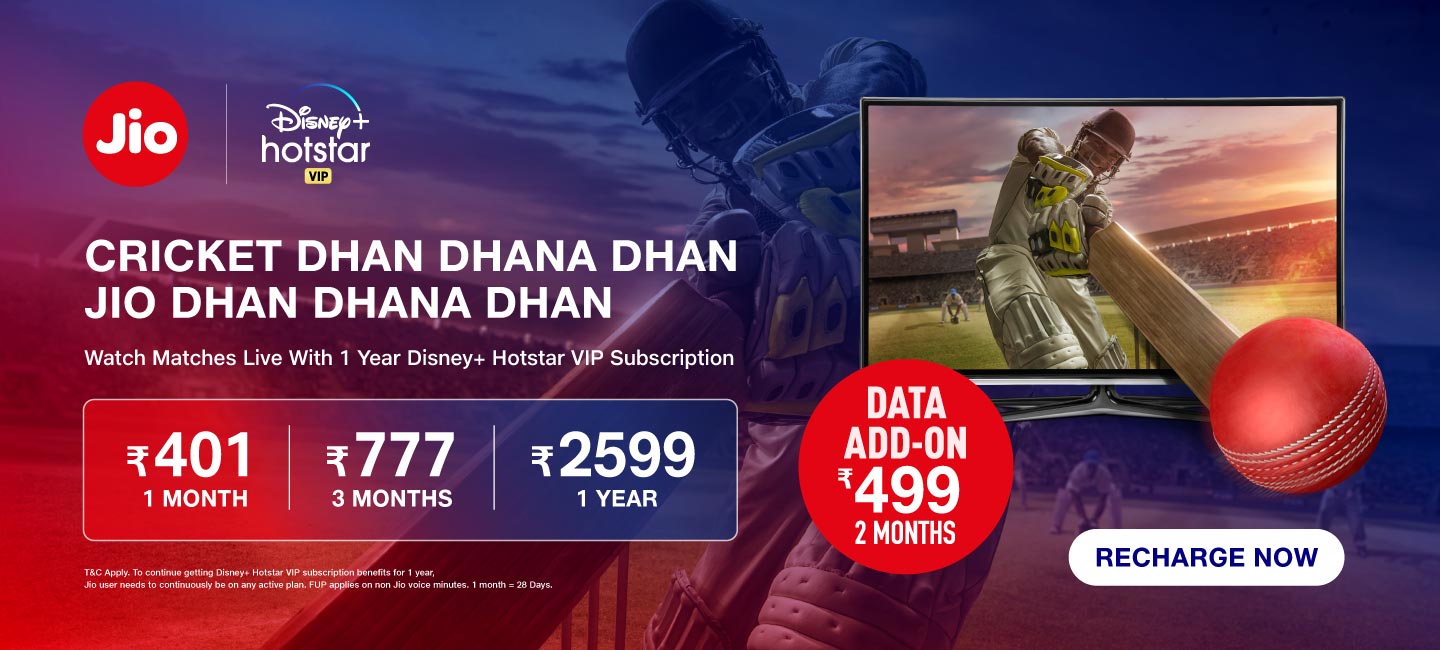 Jio
Disney+
hotstar
VIP
CRICKET DHAN DHANA DHAN
JIO DHAN DHANA DHAN
Watch Matches Live With 1 Year Disney+ Hotstar VIP Subscription
₹401
1 MONTH
₹777
3 MONTHS
₹2599
1 YEAR
DATA
ADD-ON
₹499
2 MONTHS
RECHARGE NOW
T&C Apply. To continue getting Disney+ Hotstar VIP subscription benefits for 1 year,
Jio user needs to continuously be on any active plan. FUP applies on non Jio voice minutes. 1 month = 28 Days.